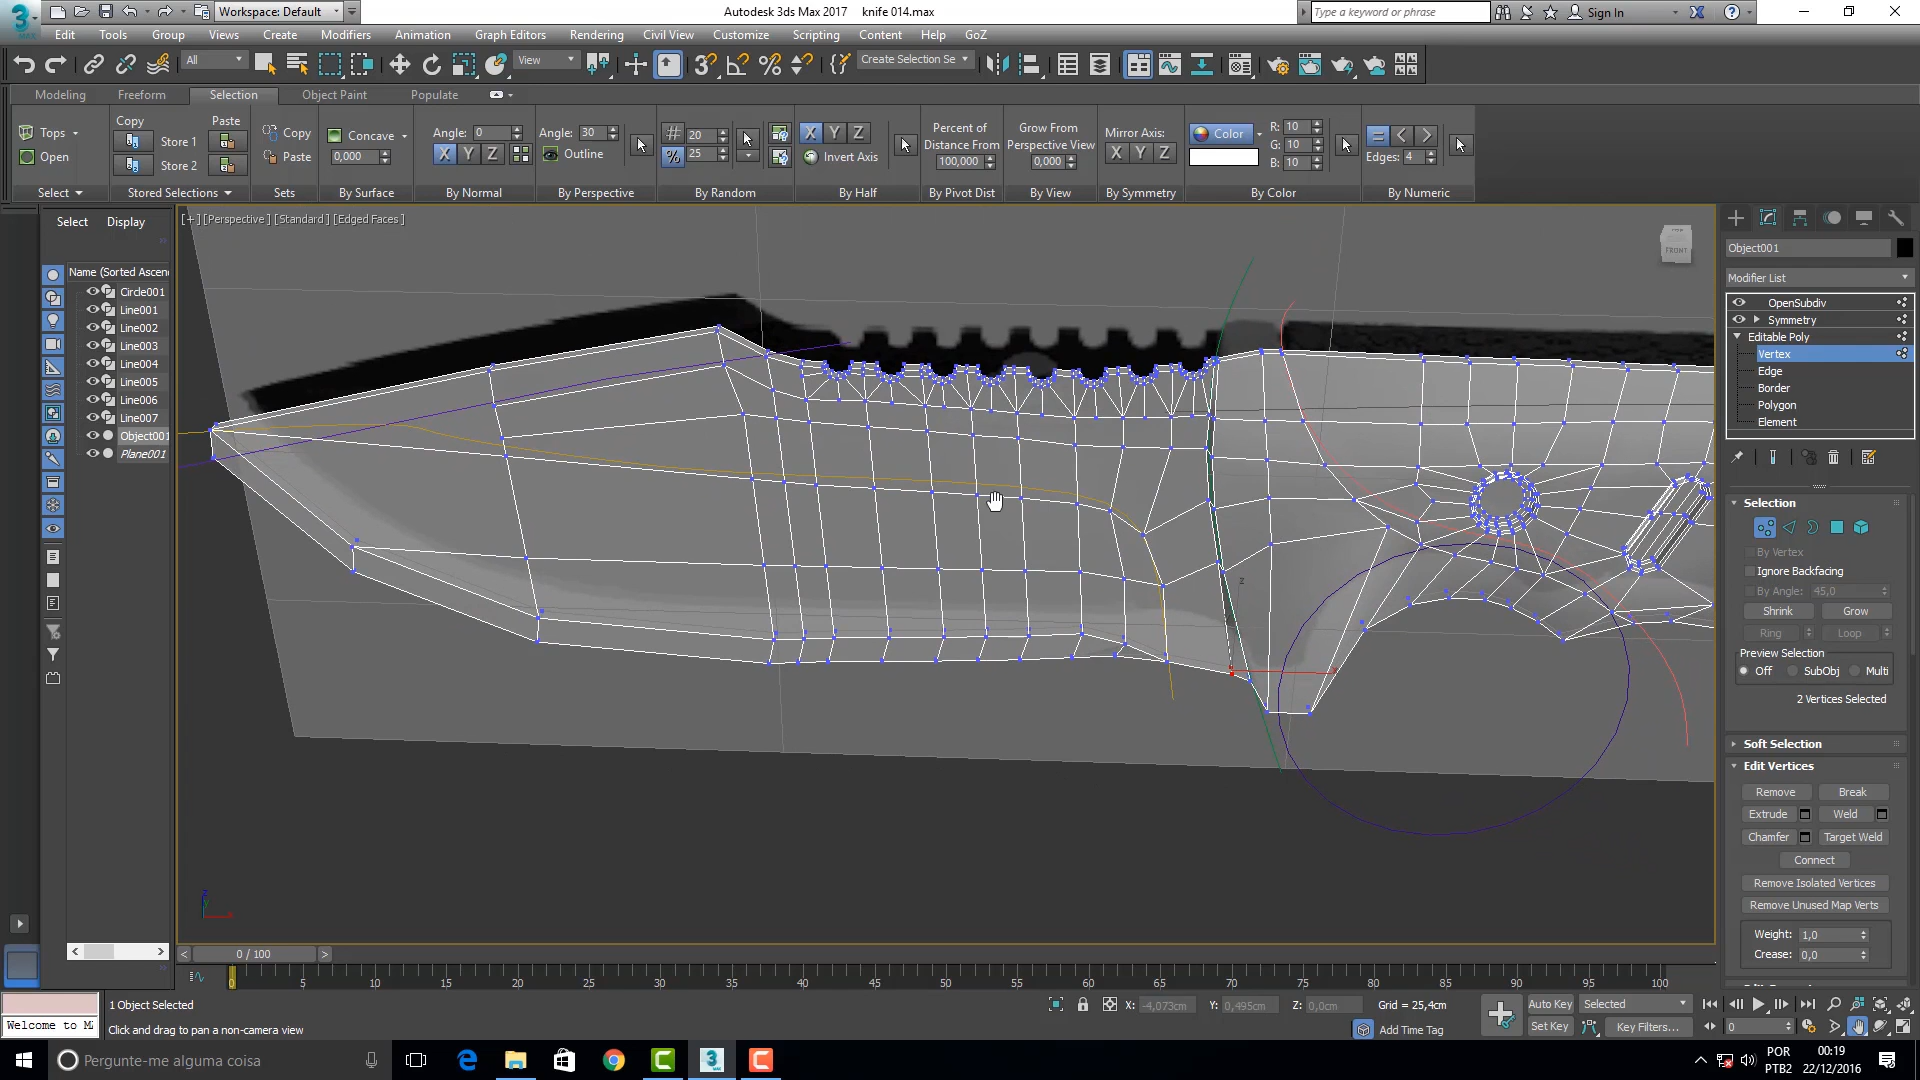 Workspace: Default
Autodesk 3ds Max 2017    knife 014.max
Type a keyword or phrase
Sign In
Edit Tools Group Views Create Modifiers Animation Graph Editors Rendering Civil View Customize Scripting Content Help GoZ
All
View
Create Selection Se
Modeling Freeform Selection Object Paint Populate
Tops
Open
Select
Copy
Paste
Store 1
Store 2
Stored Selections
Copy
Paste
Sets
Concave
0,000
By Surface
Angle: 0
X Y Z
By Normal
Angle: 30
Outline
By Perspective
20
25
By Random
X Y Z
Invert Axis
By Half
Percent of
Distance From
100,000
By Pivot Dist
Grow From
Perspective View
0,000
By View
Mirror Axis:
X Y Z
By Symmetry
Color
R: 10
G: 10
B: 10
By Color
Edges: 4
By Numeric
Select Display
Name (Sorted Ascen
Circle001
Line001
Line002
Line003
Line004
Line005
Line006
Line007
Object001
Plane001
[+] [Perspective ] [Standard ] [Edged Faces ]
FRONT
z
Object001
Modifier List
OpenSubdiv
Symmetry
Editable Poly
Vertex
Edge
Border
Polygon
Element
Selection
By Vertex
Ignore Backfacing
By Angle: 45,0
Shrink Grow
Ring Loop
Preview Selection
Off SubObj Multi
2 Vertices Selected
Soft Selection
Edit Vertices
Remove Break
Extrude Weld
Chamfer Target Weld
Connect
Remove Isolated Vertices
Remove Unused Map Verts
Weight: 1,0
Crease: 0,0
0 / 100
0 5 10 15 20 25 30 35 40 45 50 55 60 65 70 75 80 85 90 95 100
1 Object Selected
X: -4,073cm Y: 0,495cm Z: 0,0cm Grid = 25,4cm
Auto Key Selected
Welcome to M
Click and drag to pan a non-camera view
Add Time Tag
Set Key Key Filters...
0
Pergunte-me alguma coisa
POR
PTB2
00:19
22/12/2016